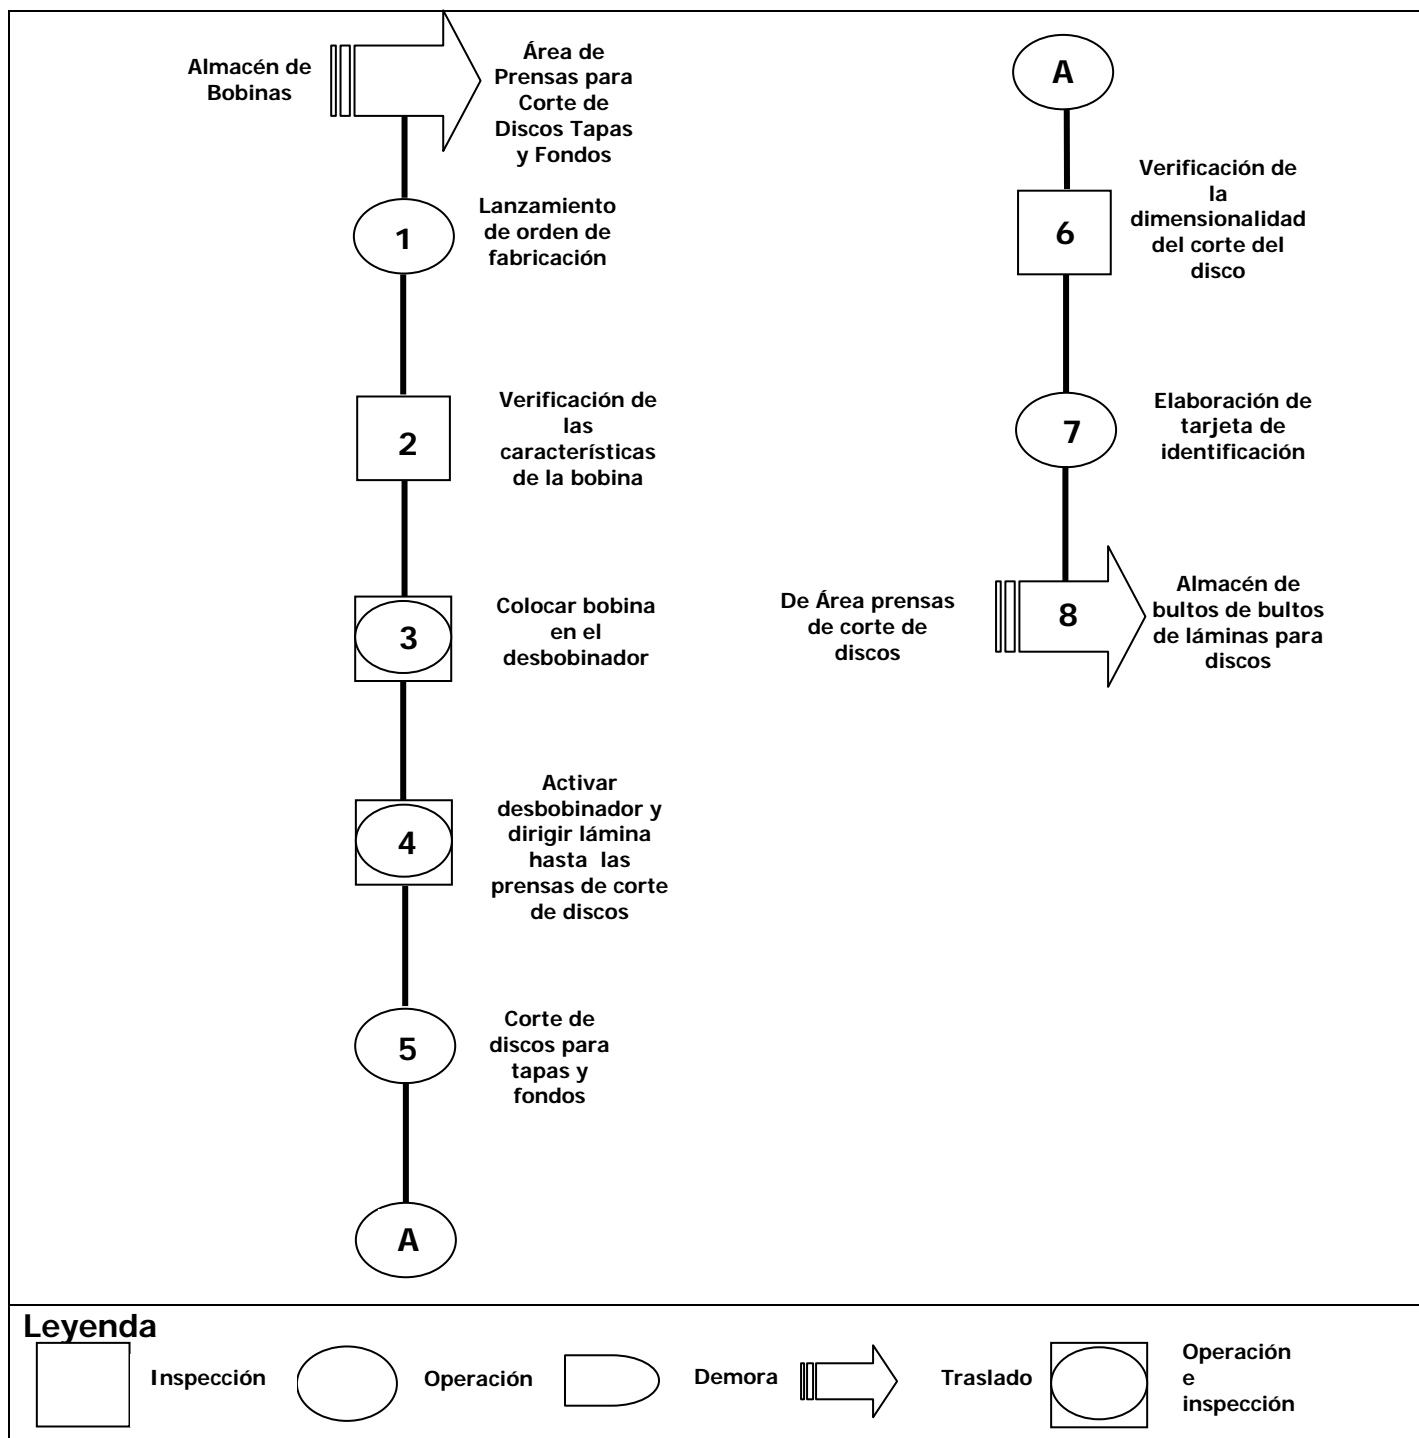 Almacén de
Bobinas
Área de
Prensas para
Corte de
Discos Tapas
y Fondos
1
Lanzamiento
de orden de
fabricación
2
Verificación de
las
características
de la bobina
3
Colocar bobina
en el
desbobinador
4
Activar
desbobinador y
dirigir lámina
hasta las
prensas de corte
de discos
5
Corte de
discos para
tapas y
fondos
A
A
6
Verificación de
la
dimensionalidad
del corte del
disco
7
Elaboración de
tarjeta de
identificación
De Área prensas
de corte de
discos
8
Almacén de
bultos de bultos
de láminas para
discos
Leyenda
Inspección
Operación
Demora
Traslado
Operación
e
inspección